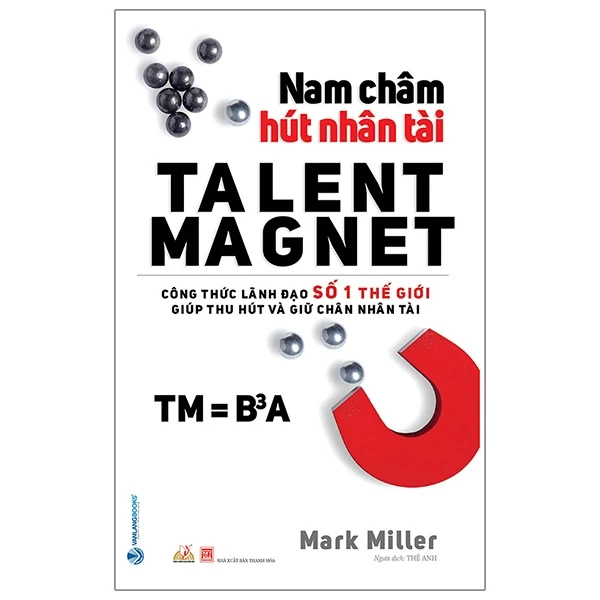 Nam châm
hút nhân tài
TALENT
MAGNET
CÔNG THỨC LÃNH ĐẠO SỐ 1 THẾ GIỚI
GIÚP THU HÚT VÀ GIỮ CHÂN NHÂN TÀI
TM = B³A
VANLANGBOOKS
NHÀ XUẤT BẢN THANH HÓA
Mark Miller
Người dịch: THẾ ANH